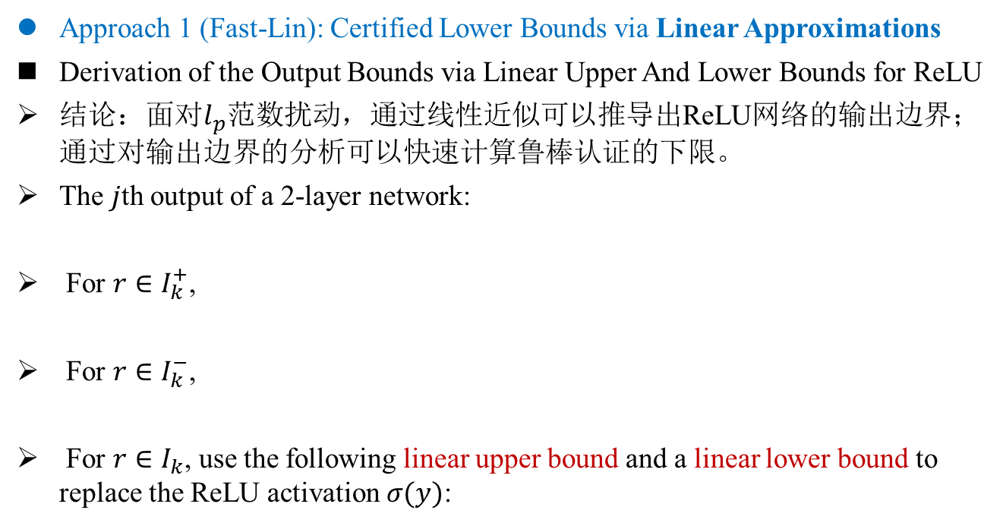 Approach 1 (Fast-Lin): Certified Lower Bounds via Linear Approximations
Derivation of the Output Bounds via Linear Upper And Lower Bounds for ReLU
结论：面对$l_p$范数扰动，通过线性近似可以推导出ReLU网络的输出边界；
通过对输出边界的分析可以快速计算鲁棒认证的下限。
The $j$th output of a 2-layer network:
For $r \in I_k^+$,
For $r \in I_k^-$,
For $r \in I_k$, use the following linear upper bound and a linear lower bound to
replace the ReLU activation $\sigma(y)$: